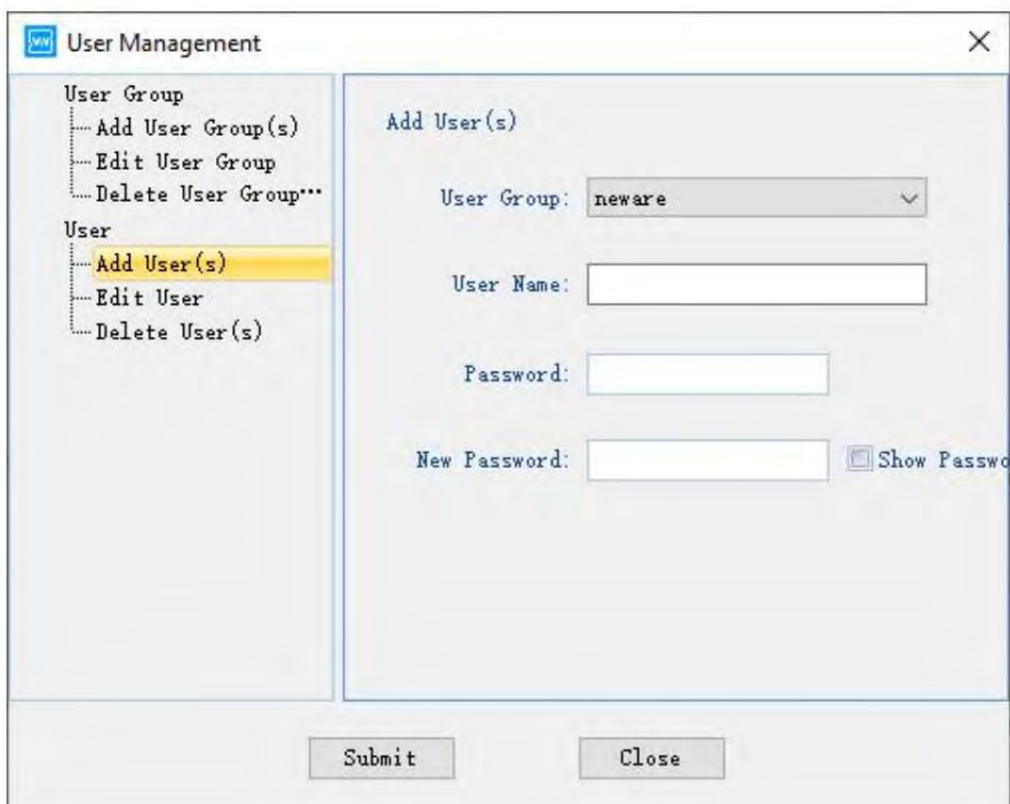 User Management
User Group
Add User Group(s)
Edit User Group
Delete User Group…
User
Add User(s)
Edit User
Delete User(s)
Add User(s)
User Group: neware
User Name:
Password:
New Password:
Show Passwo
Submit
Close